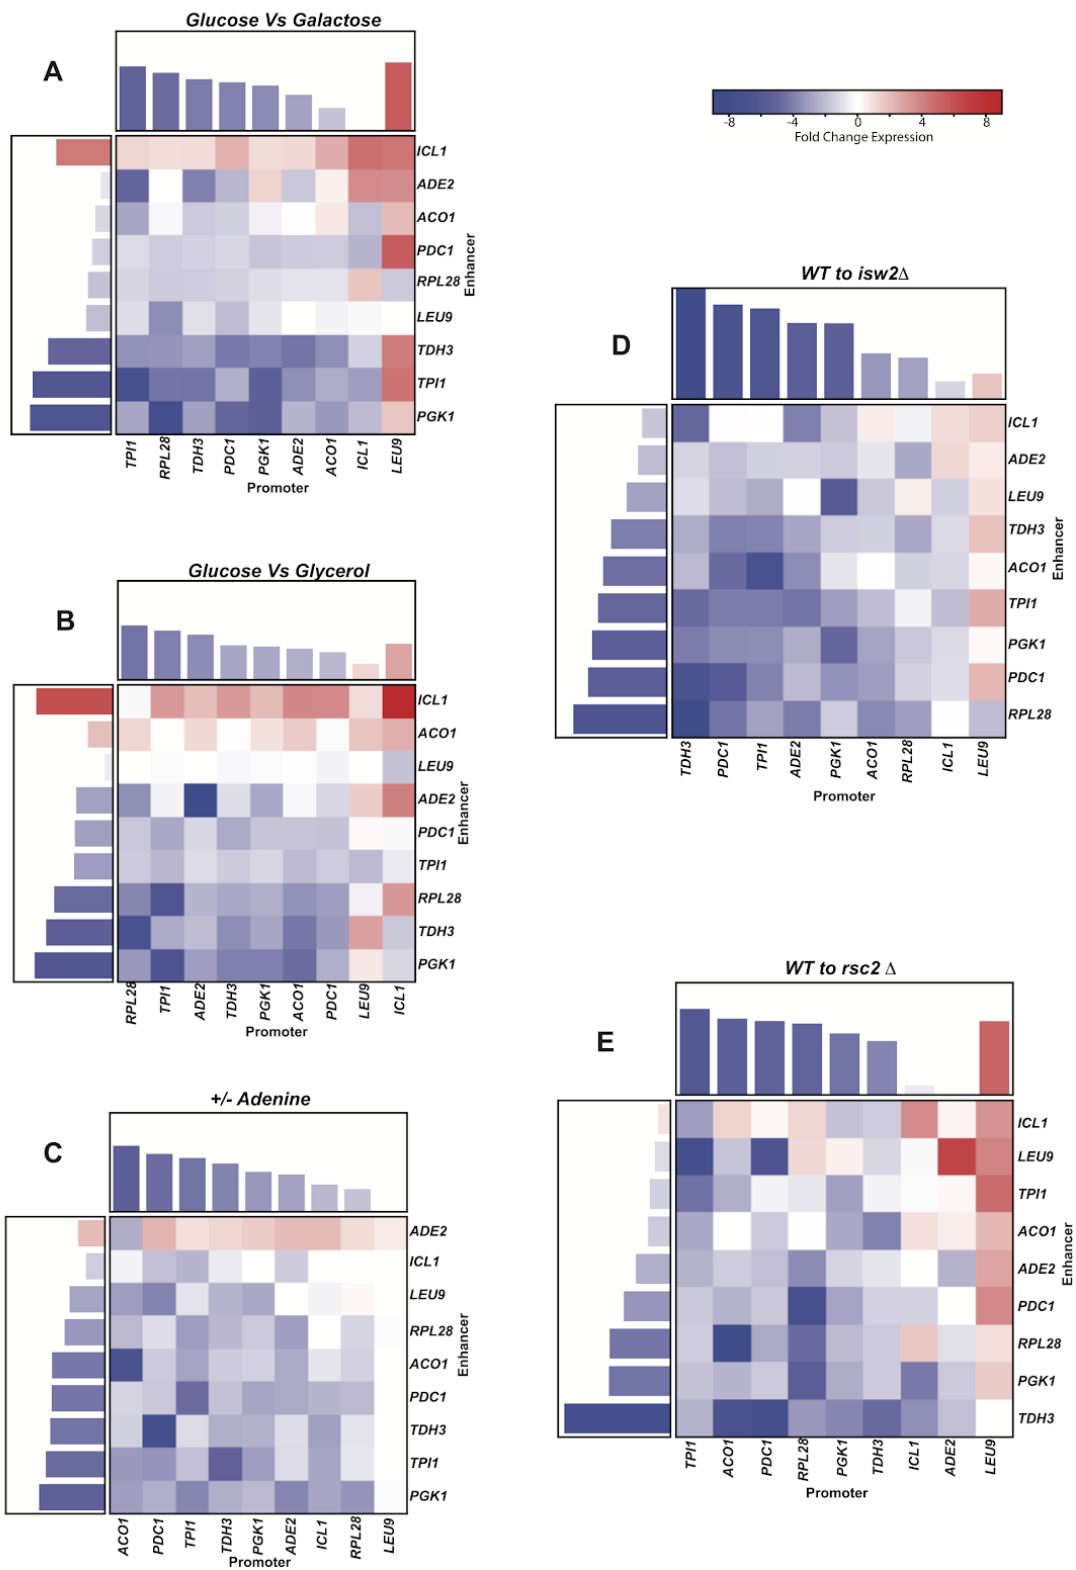 Glucose Vs Galactose
A
ICL1
ADE2
ACO1
PDC1
RPL28
LEU9
TDH3
TPI1
PGK1
Enhancer
TPI1 RPL28 TDH3 PDC1 PGK1 ADE2 ACO1 ICL1 LEU9
Promoter
-8 -4 0 4 8
Fold Change Expression
Glucose Vs Glycerol
B
ICL1
ACO1
LEU9
ADE2
PDC1
TPI1
RPL28
TDH3
PGK1
Enhancer
RPL28 TPI1 ADE2 TDH3 PGK1 ACO1 PDC1 LEU9 ICL1
Promoter
+/- Adenine
C
ADE2
ICL1
LEU9
RPL28
ACO1
PDC1
TDH3
TPI1
PGK1
Enhancer
ACO1 PDC1 TPI1 TDH3 PGK1 ADE2 ICL1 RPL28 LEU9
Promoter
WT to isw2Δ
D
ICL1
ADE2
LEU9
TDH3
ACO1
TPI1
PGK1
PDC1
RPL28
Enhancer
TDH3 PDC1 TPI1 ADE2 PGK1 ACO1 RPL28 ICL1 LEU9
Promoter
WT to rsc2 Δ
E
ICL1
LEU9
TPI1
ACO1
ADE2
PDC1
RPL28
PGK1
TDH3
Enhancer
TPI1 ACO1 PDC1 RPL28 PGK1 TDH3 ICL1 ADE2 LEU9
Promoter